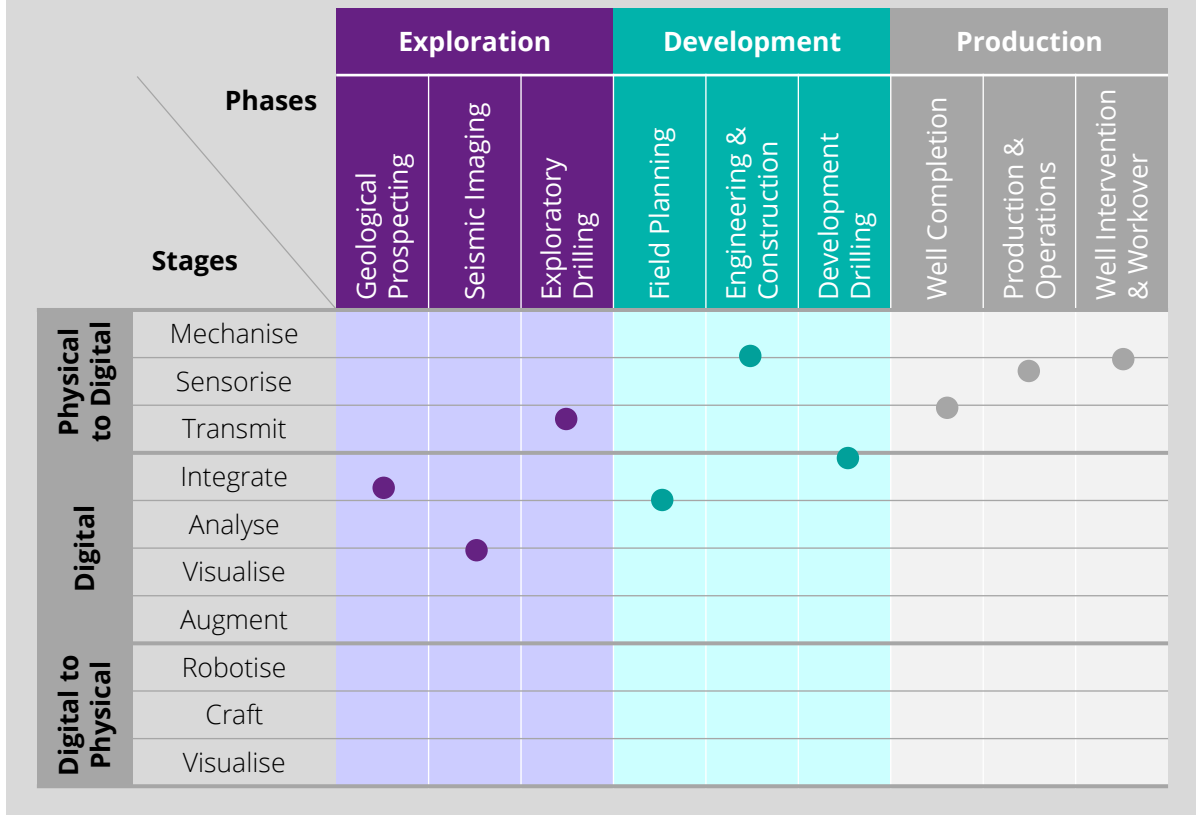 Exploration
Development
Production
Phases
Stages
Geological
Prospecting
Seismic Imaging
Exploratory
Drilling
Field Planning
Engineering &
Construction
Development
Drilling
Well Completion
Production &
Operations
Well Intervention
& Workover
Physical
to Digital
Mechanise
Sensorise
Transmit
Digital
Integrate
Analyse
Visualise
Augment
Digital to
Physical
Robotise
Craft
Visualise